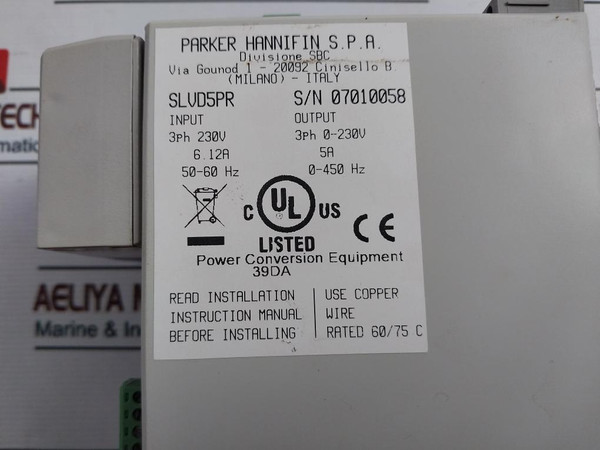 PARKER HANNIFIN S.P.A.
Divisione SBC
Via Gounod 1 - 20092 Cinisello B.
(MILANO) - ITALY
SLVD5PR S/N 07010058
INPUT OUTPUT
3Ph 230V 3Ph 0-230V
6.12A 5A
50-60 Hz 0-450 Hz
C UL US CE
LISTED
Power Conversion Equipment
39DA
READ INSTALLATION
INSTRUCTION MANUAL
BEFORE INSTALLING
USE COPPER
WIRE
RATED 60/75 C
TECH
AELIYA M
Marine & In